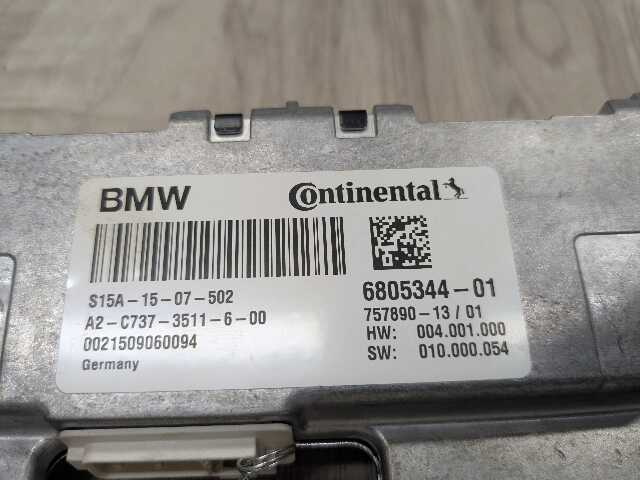 BMW
Continental
S15A-15-07-502
A2-C737-3511-6-00
0021509060094
Germany
6805344-01
757890-13/01
HW: 004.001.000
SW: 010.000.054